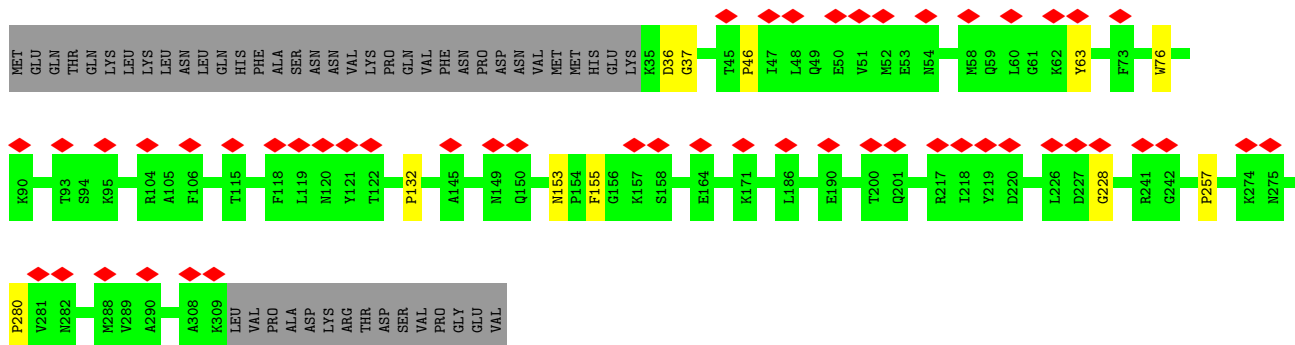 MET GLU GLN THR GLN LYS LEU LYS LEU ASN LEU GLN HIS PHE ALA SER ASN ASN VAL LYS PRO GLN VAL PHE ASN PRO ASP ASN VAL MET MET HIS GLU LYS K35 D36 G37 T45 P46 I47 L48 Q49 E50 V51 M52 E53 N54 M58 Q59 L60 G61 K62 Y63 F73 W76
K90 T93 S94 K95 R104 A105 F106 T115 F118 L119 N120 Y121 T122 P132 A145 N149 Q150 N153 P154 F155 G156 K157 S158 E164 K171 L186 E190 T200 Q201 R217 I218 Y219 D220 L226 D227 G228 R241 G242 P257 K274 N275
P280 V281 N282 M288 V289 A290 A308 K309 LEU VAL PRO ALA ASP LYS ARG THR ASP SER VAL PRO GLY GLU VAL